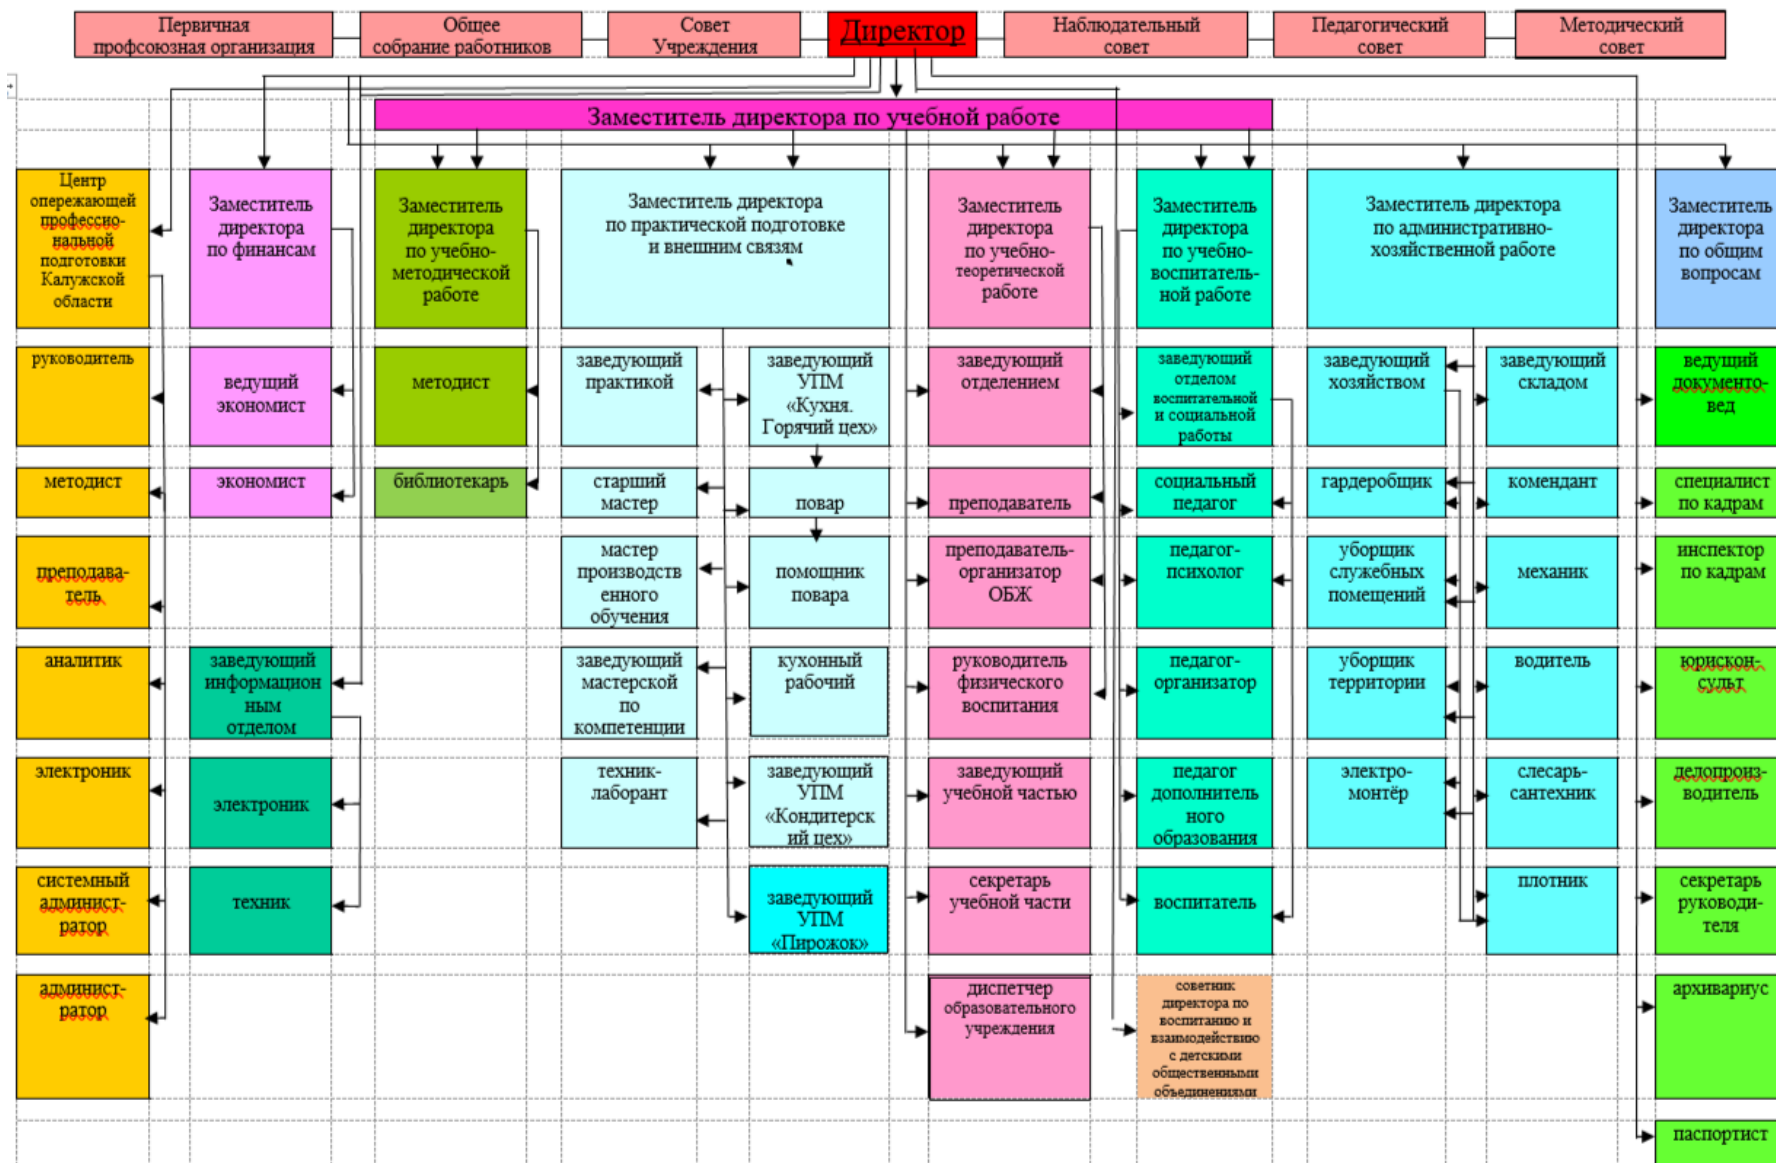 Первичная
профсоюзная организация
Общее
собрание работников
Совет
Учреждения
Директор
Наблюдательный
совет
Педагогический
совет
Методический
совет
Заместитель директора по учебной работе
Центр
опережающей
профессио-
нальной
подготовки
Калужской
области
Заместитель
директора
по финансам
Заместитель
директора
по учебно-
методической
работе
Заместитель директора
по практической подготовке
и внешним связям
Заместитель
директора
по учебно-
теоретической
работе
Заместитель
директора
по учебно-
воспитатель-
ной работе
Заместитель директора
по административно-
хозяйственной работе
Заместитель
директора
по общим
вопросам
руководитель
ведущий
экономист
методист
заведующий
практикой
заведующий
УПМ
«Кухня.
Горячий цех»
заведующий
отделением
заведующий
отделом
воспитательной
и социальной
работы
заведующий
хозяйством
заведующий
складом
ведущий
документо-
вед
методист
экономист
библиотекарь
старший
мастер
повар
преподаватель
социальный
педагог
гардеробщик
комендант
специалист
по кадрам
преподава-
тель
мастер
производств
енного
обучения
помощник
повара
преподаватель-
организатор
ОБЖ
педагог-
психолог
уборщик
служебных
помещений
механик
инспектор
по кадрам
аналитик
заведующий
информацион
ным
отделом
заведующий
мастерской
по
компетенции
кухонный
рабочий
руководитель
физического
воспитания
педагог-
организатор
уборщик
территории
водитель
юрискон-
сульт
электроник
электроник
техник-
лаборант
заведующий
УПМ
«Кондитерск
ий цех»
заведующий
учебной частью
педагог
дополнитель
ного
образования
электро-
монтёр
слесарь-
сантехник
делопроиз-
водитель
системный
админист-
ратор
техник
заведующий
УПМ
«Пирожок»
секретарь
учебной части
воспитатель
плотник
секретарь
руководи-
теля
админист-
ратор
диспетчер
образовательного
учреждения
советник
директора по
воспитанию и
взаимодействию
с детскими
общественными
объединениями
архивариус
паспортист